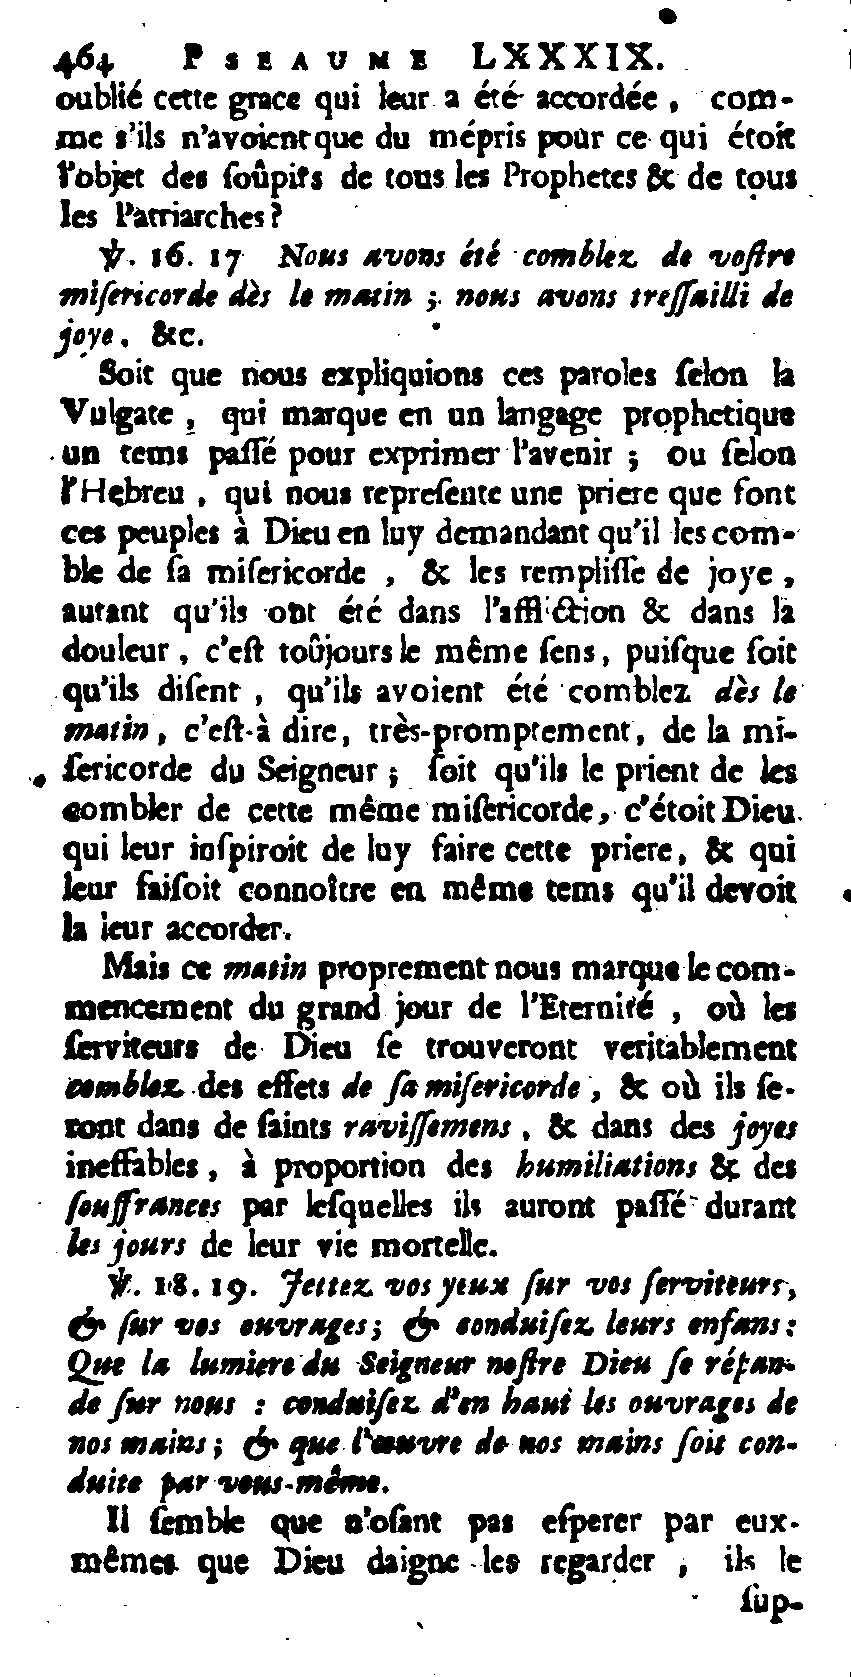 464 PSEAUME LXXXIX.
oublié cette grace qui leur a été accordée, com-
me s'ils n'avoient que du mépris pour ce qui étoit
l'objet des ſoûpirs de tous les Prophetes & de tous
les Patriarches?
℣. 16. 17 Nous avons été comblez de voſtre
miſericorde dès le matin; nous avons treſſailli de
joye, &c.
Soit que nous expliquions ces paroles ſelon la
Vulgate, qui marque en un langage prophetique
un tems paſſé pour exprimer l'avenir; ou ſelon
l'Hebreu, qui nous repreſente une priere que font
ces peuples à Dieu en luy demandant qu'il les com-
ble de ſa miſericorde, & les rempliſſe de joye,
autant qu'ils ont été dans l'affliction & dans la
douleur, c'eſt toûjours le même ſens, puiſque ſoit
qu'ils diſent, qu'ils avoient été comblez dès le
matin, c'eſt-à dire, très-promptement, de la mi-
ſericorde du Seigneur; ſoit qu'ils le prient de les
combler de cette même miſericorde, c'étoit Dieu
qui leur inſpiroit de luy faire cette priere, & qui
leur faiſoit connoître en même tems qu'il devoit
la leur accorder.
Mais ce matin proprement nous marque le com-
mencement du grand jour de l'Eternité, où les
ſerviteurs de Dieu ſe trouveront veritablement
comblez des effets de ſa miſericorde, & où ils ſe-
ront dans de ſaints raviſſemens, & dans des joyes
ineffables, à proportion des humiliations & des
ſouffrances par leſquelles ils auront paſſé durant
les jours de leur vie mortelle.
℣. 18. 19. Jettez vos yeux ſur vos ſerviteurs,
& ſur vos ouvrages; & conduiſez leurs enfans:
Que la lumiere du Seigneur noſtre Dieu ſe répan-
de ſur nous: conduiſez d'en haut les ouvrages de
nos mains; & que l'œuvre de nos mains ſoit con-
duite par vous-même.
Il ſemble que n'oſant pas eſperer par eux-
mêmes que Dieu daigne les regarder, ils le
ſup-